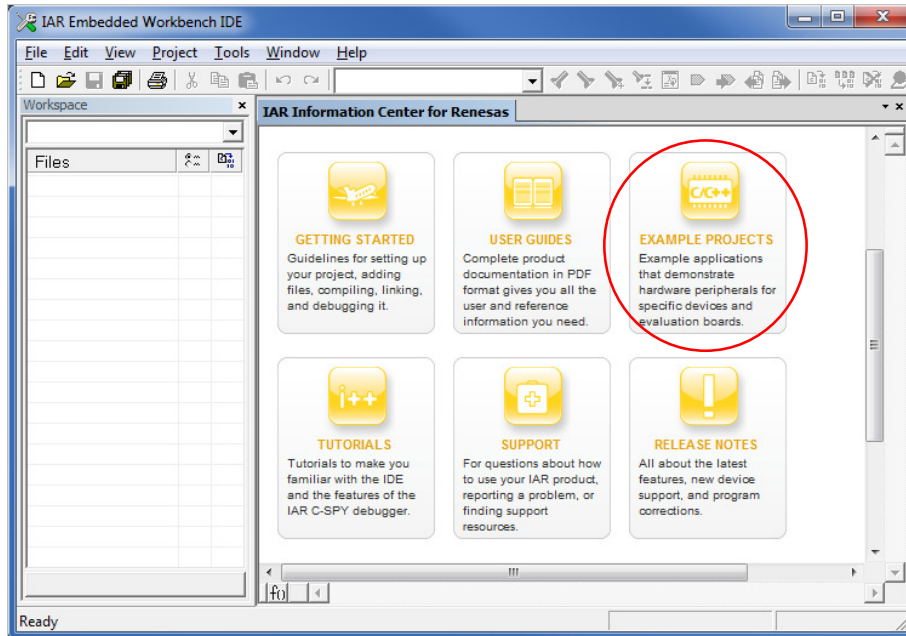 IAR Embedded Workbench IDE
File Edit View Project Tools Window Help
Workspace
IAR Information Center for Renesas
Files
C/C++
GETTING STARTED
Guidelines for setting up
your project, adding
files, compiling, linking,
and debugging it.
USER GUIDES
Complete product
documentation in PDF
format gives you all the
user and reference
information you need.
EXAMPLE PROJECTS
Example applications
that demonstrate
hardware peripherals for
specific devices and
evaluation boards.
i++
TUTORIALS
Tutorials to make you
familiar with the IDE
and the features of the
IAR C-SPY debugger.
SUPPORT
For questions about how
to use your IAR product,
reporting a problem, or
finding support
resources.
RELEASE NOTES
All about the latest
features, new device
support, and program
corrections.
Ready